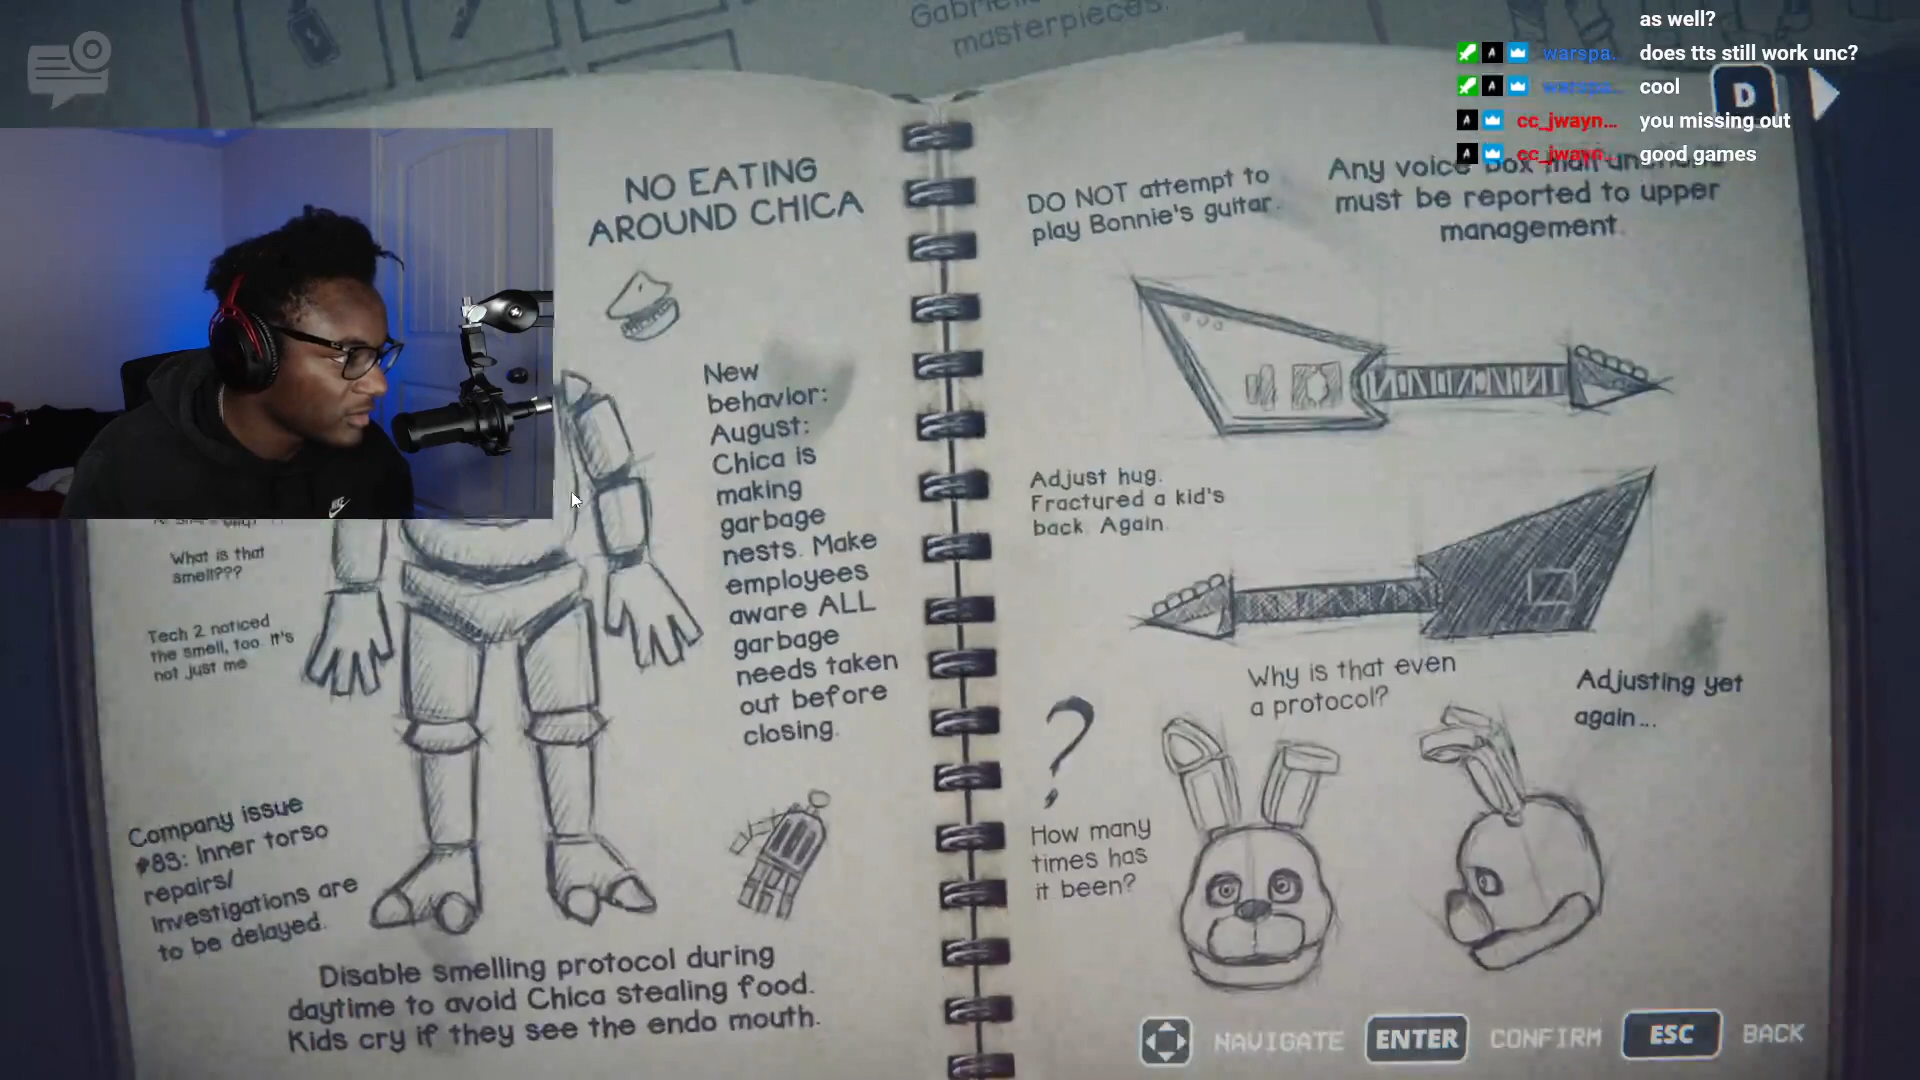 Gabriel
masterpieces.
as well?
warspa.. does tts still work unc?
warspa... cool
cc_jwayn... you missing out
cc_jwayn... good games
D
NO EATING
AROUND CHICA
New
behavior:
August:
Chica is
making
garbage
nests. Make
employees
aware ALL
garbage
needs taken
out before
closing.
What is that
smell???
Tech 2 noticed
the smell, too. It's
not just me
Company issue
#83: Inner torso
repairs/
Investigations are
to be delayed.
Disable smelling protocol during
daytime to avoid Chica stealing food.
Kids cry if they see the endo mouth.
DO NOT attempt to
play Bonnie's guitar.
Any voice box
must be reported to upper
management.
Adjust hug.
Fractured a kid's
back. Again.
Why is that even
a protocol?
Adjusting yet
again...
?
How many
times has
it been?
NAVIGATE ENTER CONFIRM ESC BACK